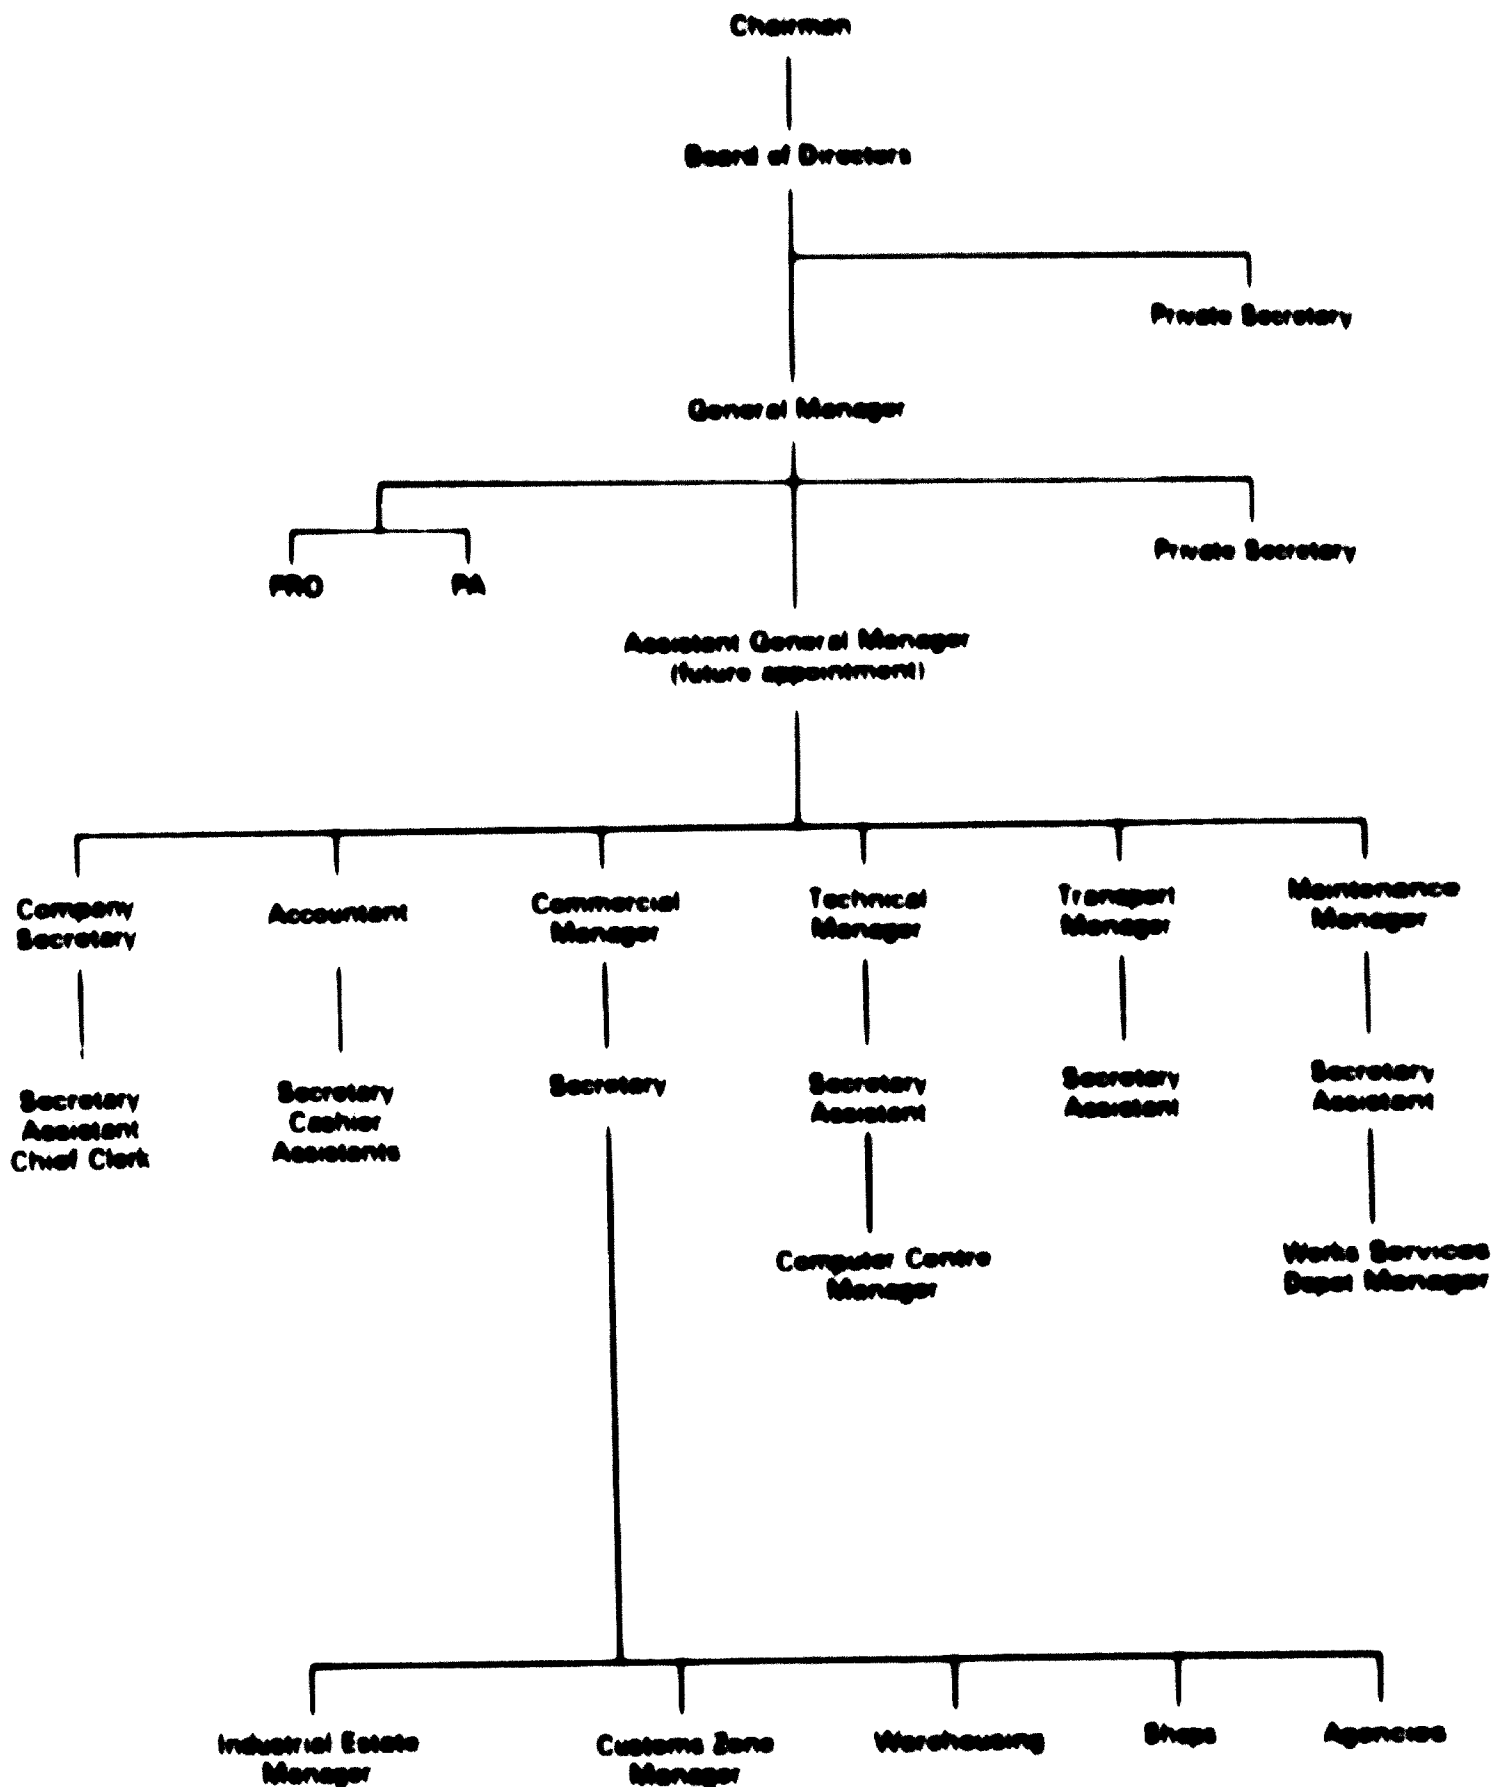 Chairman
Board of Directors
Private Secretary
General Manager
PRO
PA
Private Secretary
Assistant General Manager
(future appointment)
Company
Secretary
Accountant
Commercial
Manager
Technical
Manager
Transport
Manager
Maintenance
Manager
Secretary
Assistant
Chief Clerk
Secretary
Cashier
Assistants
Secretary
Secretary
Assistant
Secretary
Assistant
Secretary
Assistant
Computer Centre
Manager
Works Services
Depot Manager
Industrial Estate
Manager
Customs Zone
Manager
Warehousing
Shops
Agencies